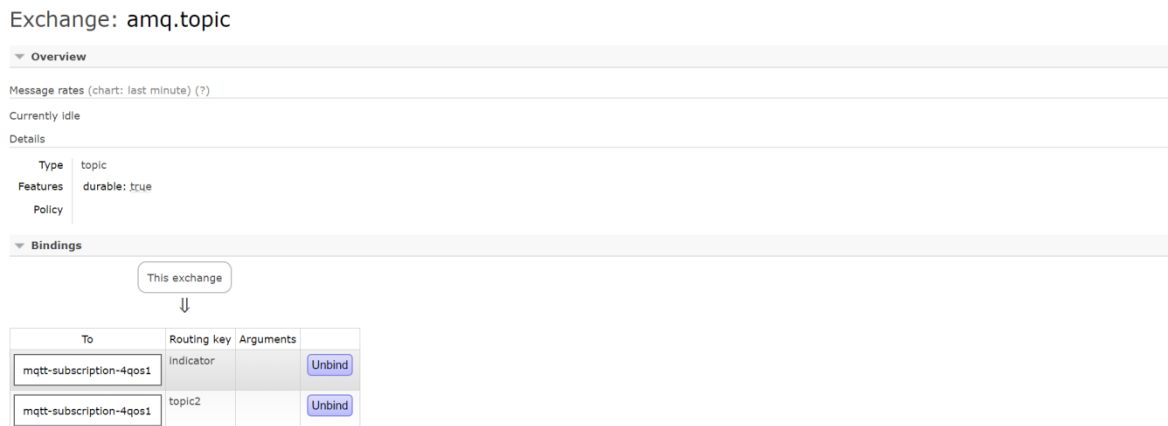 Exchange: amq.topic
Overview
Message rates (chart: last minute) (?)
Currently idle
Details
Type topic
Features durable: true
Policy
Bindings
This exchange
⇓
To Routing key Arguments
mqtt-subscription-4qos1 indicator Unbind
mqtt-subscription-4qos1 topic2 Unbind